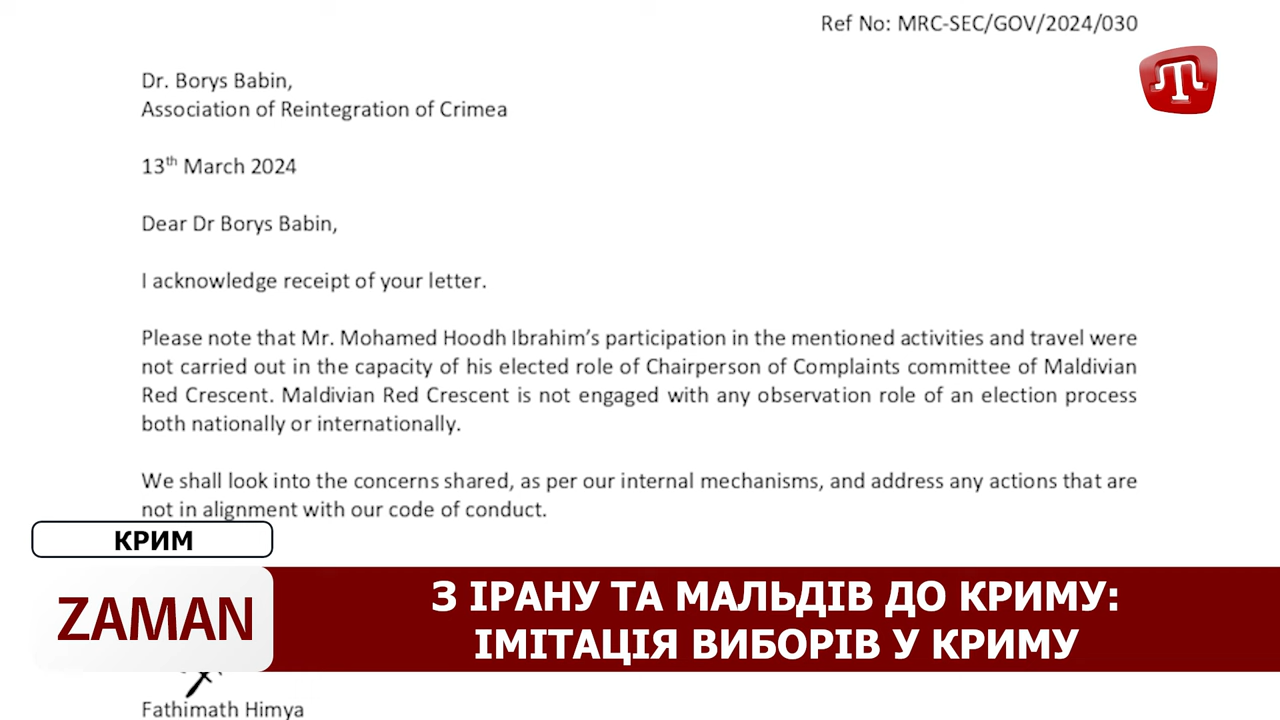 Ref No: MRC-SEC/GOV/2024/030
Dr. Borys Babin,
Association of Reintegration of Crimea
13th March 2024
Dear Dr Borys Babin,
I acknowledge receipt of your letter.
Please note that Mr. Mohamed Hoodh Ibrahim’s participation in the mentioned activities and travel were
not carried out in the capacity of his elected role of Chairperson of Complaints committee of Maldivian
Red Crescent. Maldivian Red Crescent is not engaged with any observation role of an election process
both nationally or internationally.
We shall look into the concerns shared, as per our internal mechanisms, and address any actions that are
not in alignment with our code of conduct.
КРИМ
ZAMAN
З ІРАНУ ТА МАЛЬДІВ ДО КРИМУ:
ІМІТАЦІЯ ВИБОРІВ У КРИМУ
Fathimath Himya